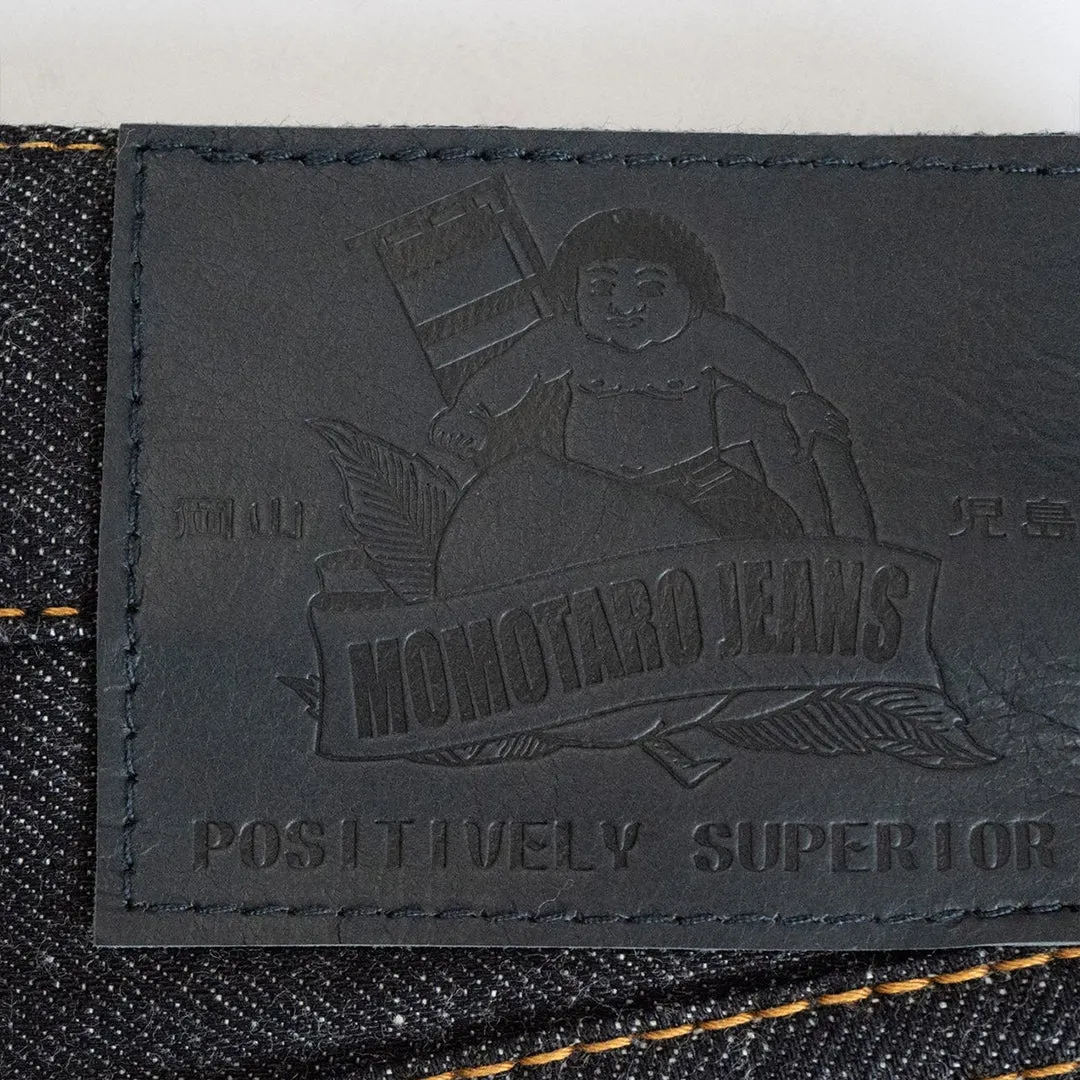 岡山 児島
MOMOTARO JEANS
POSITIVELY SUPERIOR